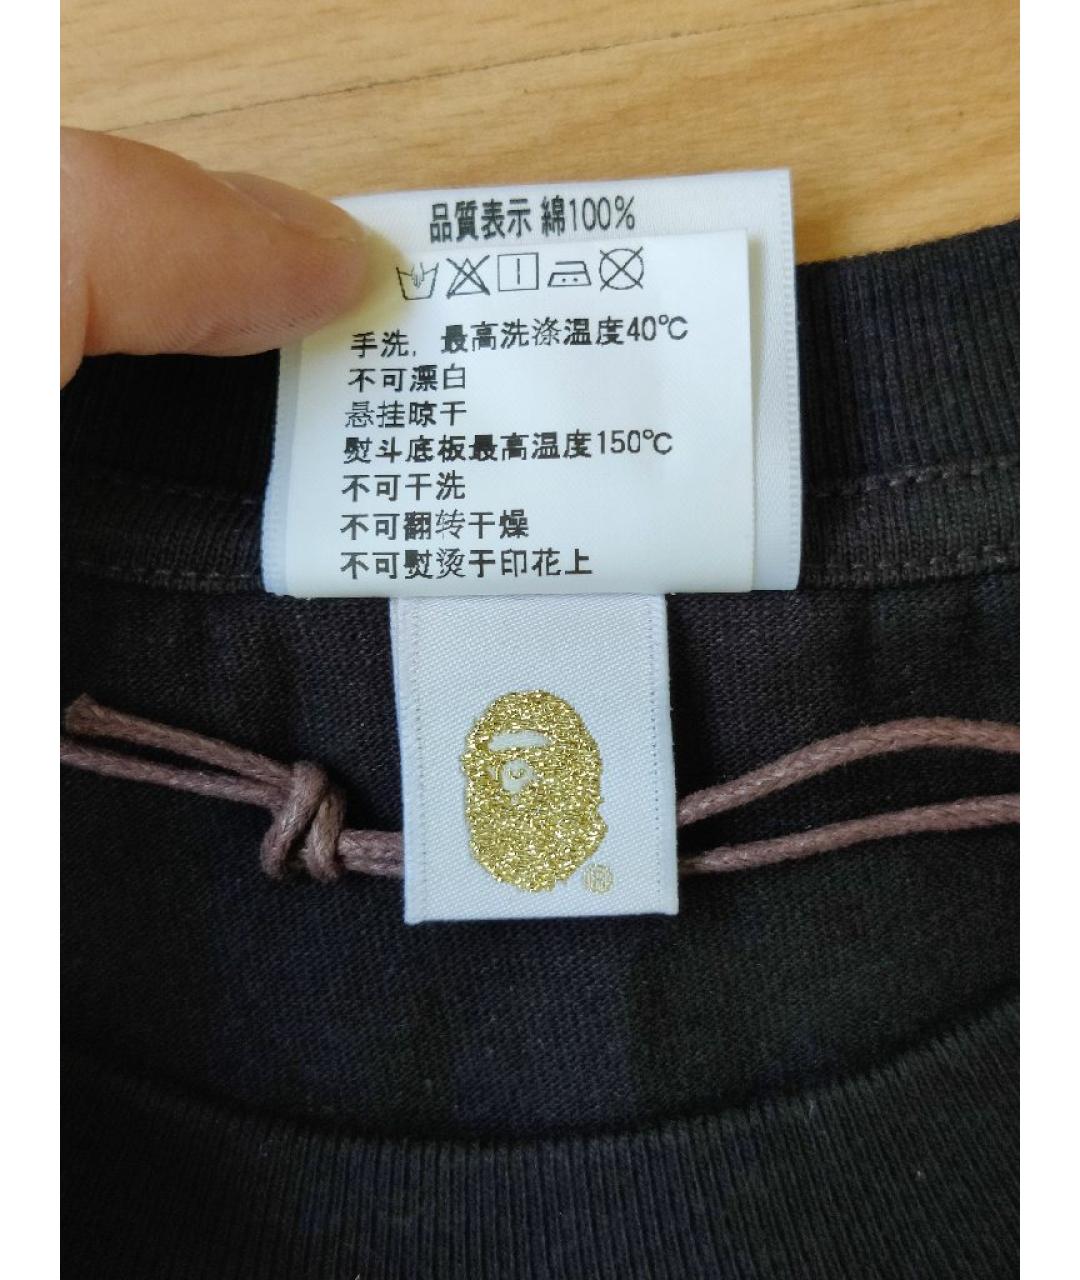 品質表示 綿100%
手洗，最高洗涤温度40℃
不可漂白
悬挂晾干
熨斗底板最高温度150℃
不可干洗
不可翻转干燥
不可熨烫于印花上
®